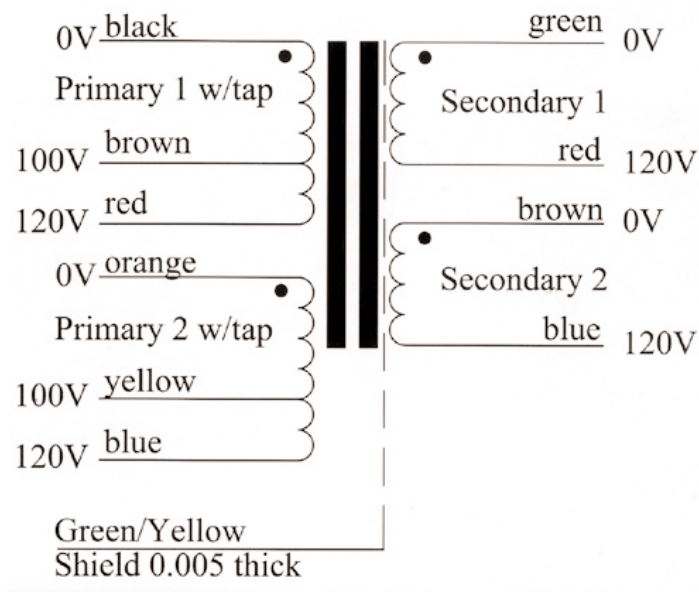 0V black green 0V
Primary 1 w/tap Secondary 1
100V brown red 120V
120V red brown 0V
0V orange Secondary 2
Primary 2 w/tap blue 120V
100V yellow
120V blue
Green/Yellow
Shield 0.005 thick